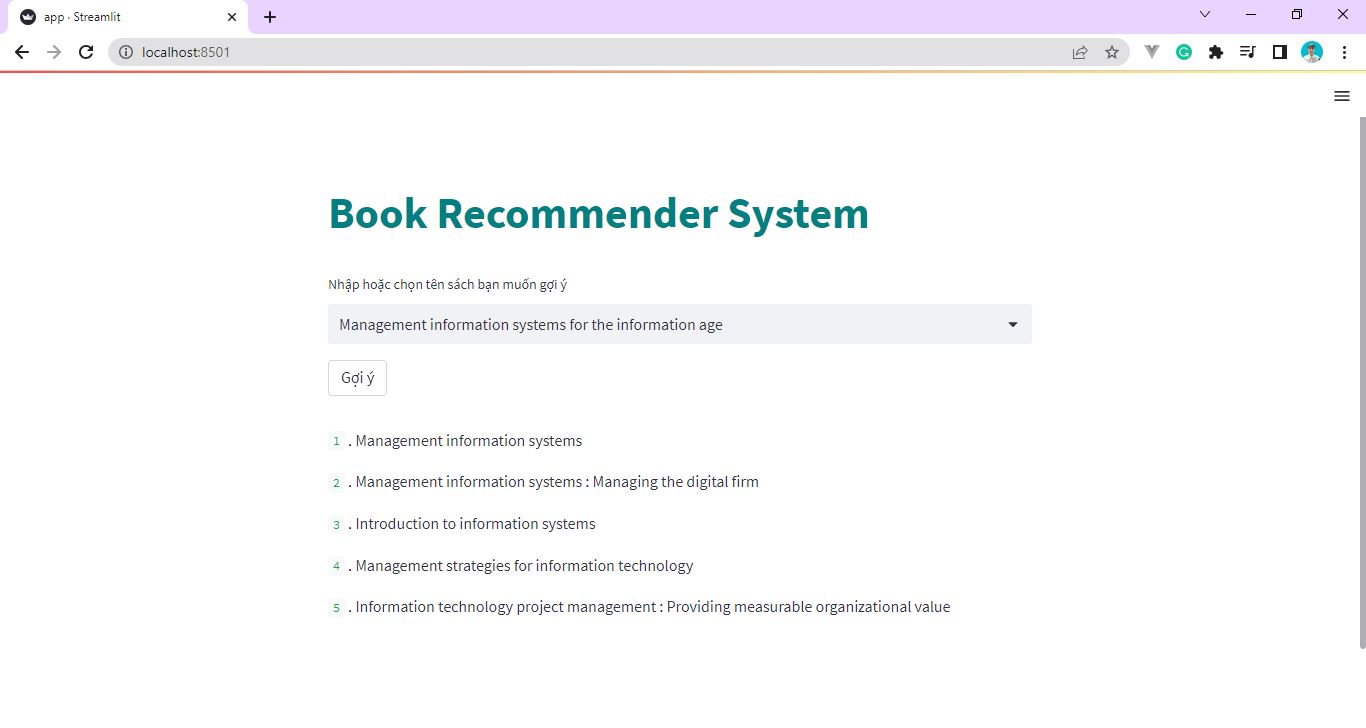 app · Streamlit
localhost:8501
Book Recommender System
Nhập hoặc chọn tên sách bạn muốn gợi ý
Management information systems for the information age
Gợi ý
1 . Management information systems
2 . Management information systems : Managing the digital firm
3 . Introduction to information systems
4 . Management strategies for information technology
5 . Information technology project management : Providing measurable organizational value